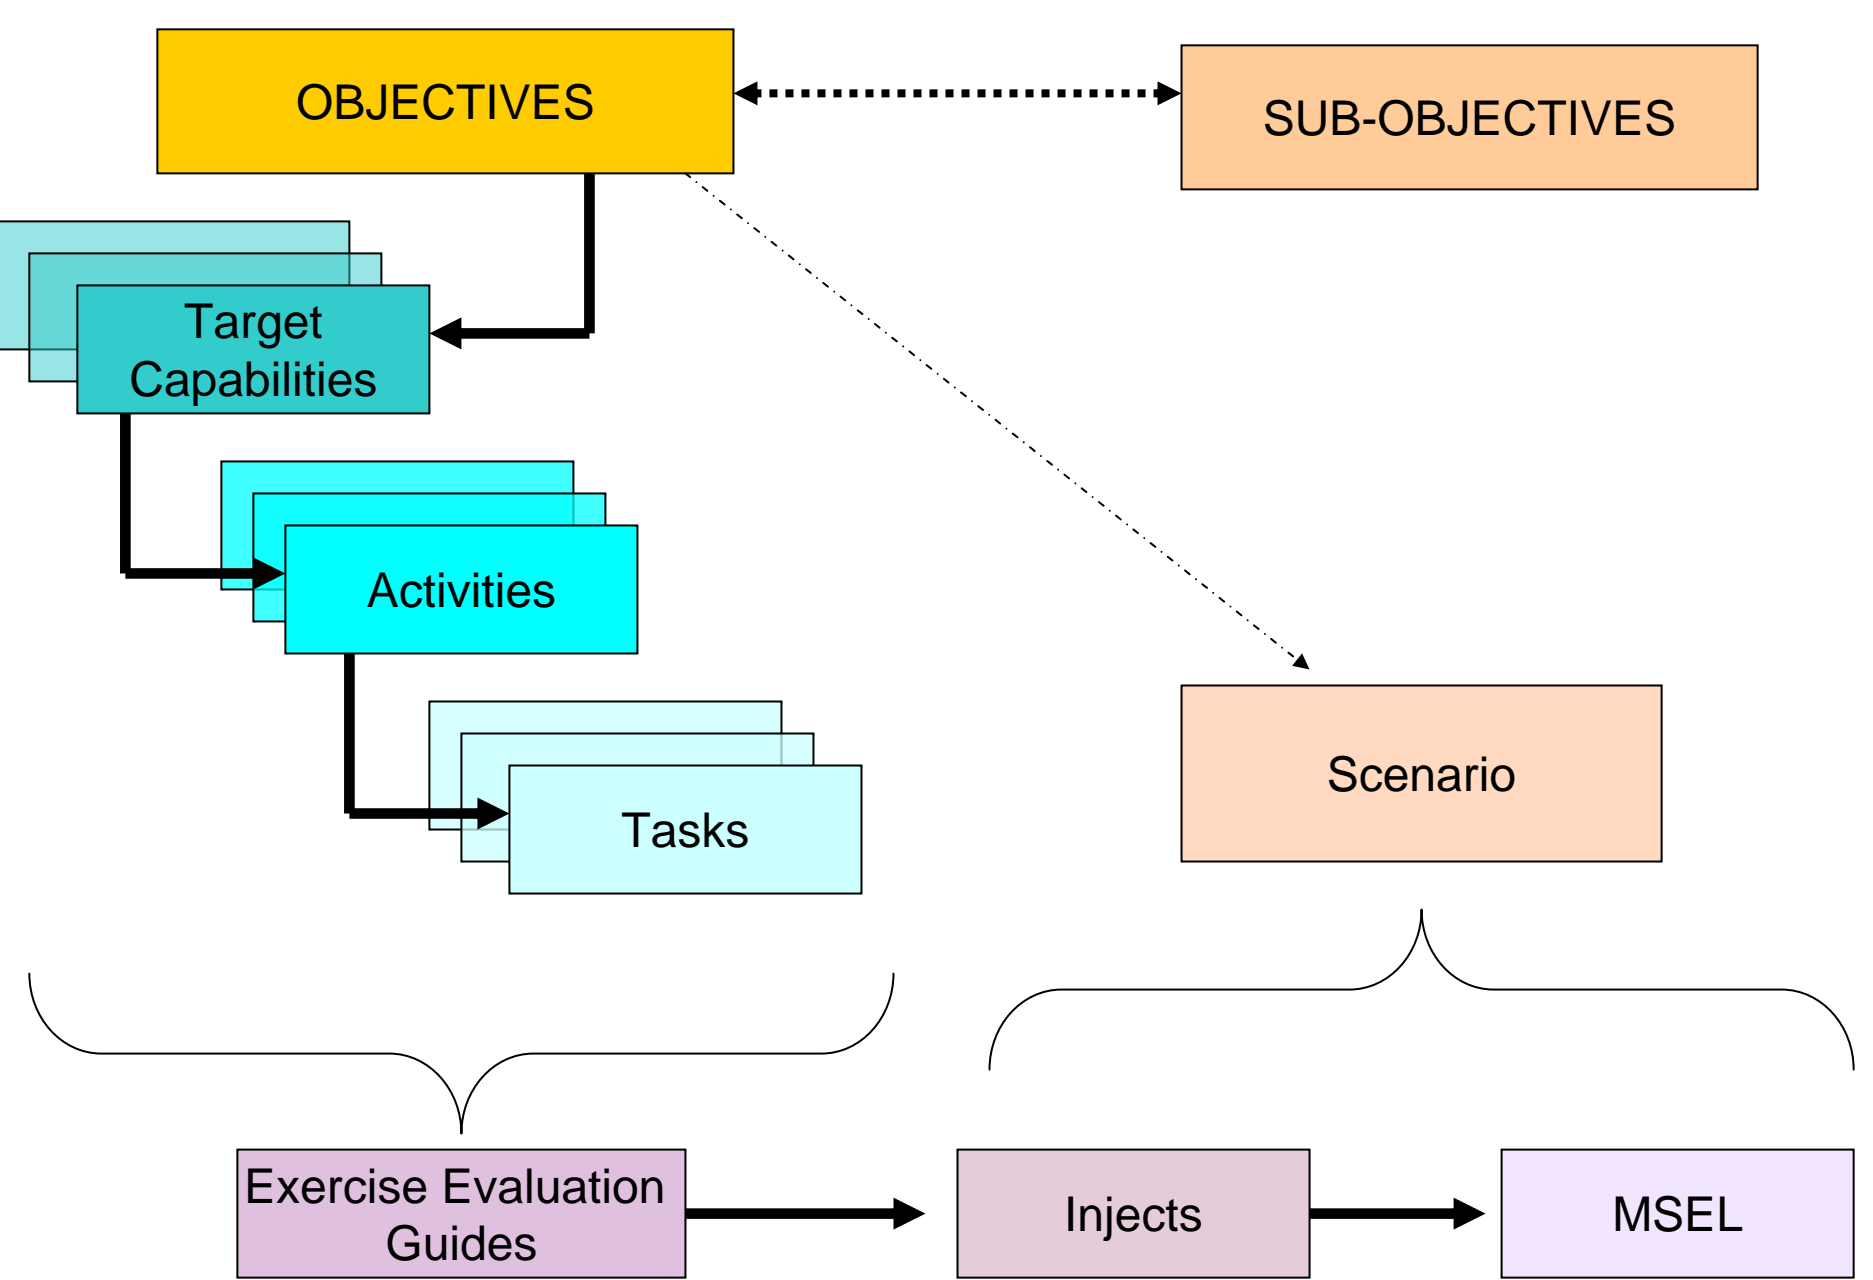 OBJECTIVES
SUB-OBJECTIVES
Target
Capabilities
Activities
Tasks
Scenario
Exercise Evaluation
Guides
Injects
MSEL